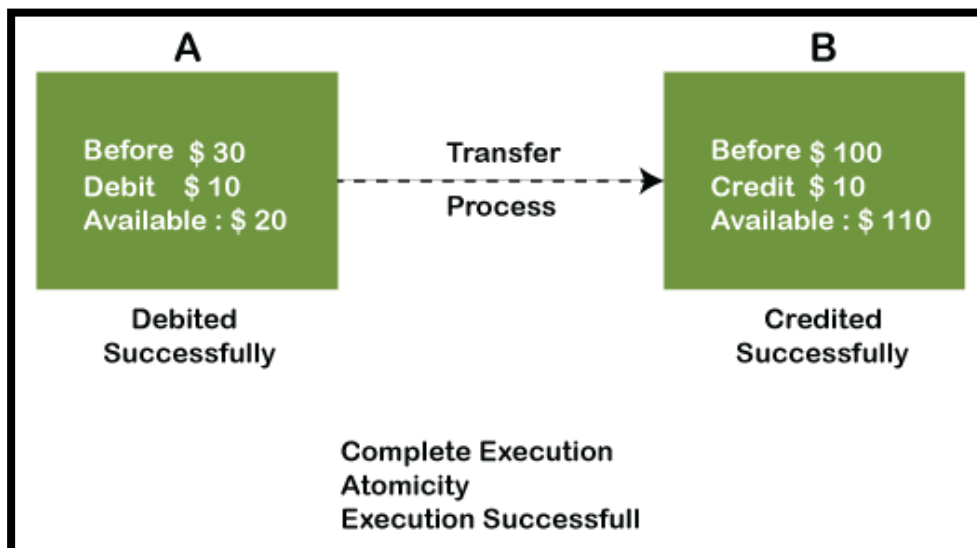 A
B
Before $ 30
Debit $ 10
Available : $ 20
Transfer
Process
Before $ 100
Credit $ 10
Available : $ 110
Debited
Successfully
Credited
Successfully
Complete Execution
Atomicity
Execution Successfull